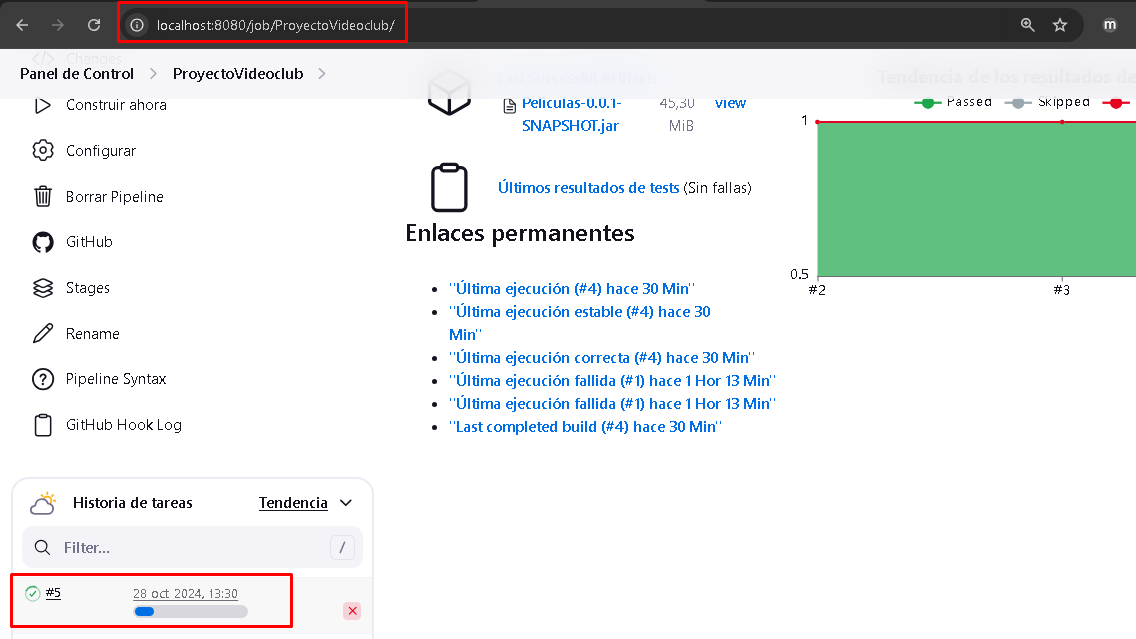 localhost:8080/job/ProyectoVideoclub/
m
Changes
Panel de Control
ProyectoVideoclub
Construir ahora
Configurar
Borrar Pipeline
GitHub
Stages
Rename
Pipeline Syntax
GitHub Hook Log
Historia de tareas
Tendencia
Filter...
/
#5
28 oct 2024, 13:30
Last Successful Artifacts
Peliculas-0.0.1-
SNAPSHOT.jar
45,30
MiB
view
Últimos resultados de tests (Sin fallas)
Enlaces permanentes
"Última ejecución (#4) hace 30 Min"
"Última ejecución estable (#4) hace 30
Min"
"Última ejecución correcta (#4) hace 30 Min"
"Última ejecución fallida (#1) hace 1 Hor 13 Min"
"Última ejecución fallida (#1) hace 1 Hor 13 Min"
"Last completed build (#4) hace 30 Min"
Tendencia de los resultados de
Passed
Skipped
1
0.5
#2
#3